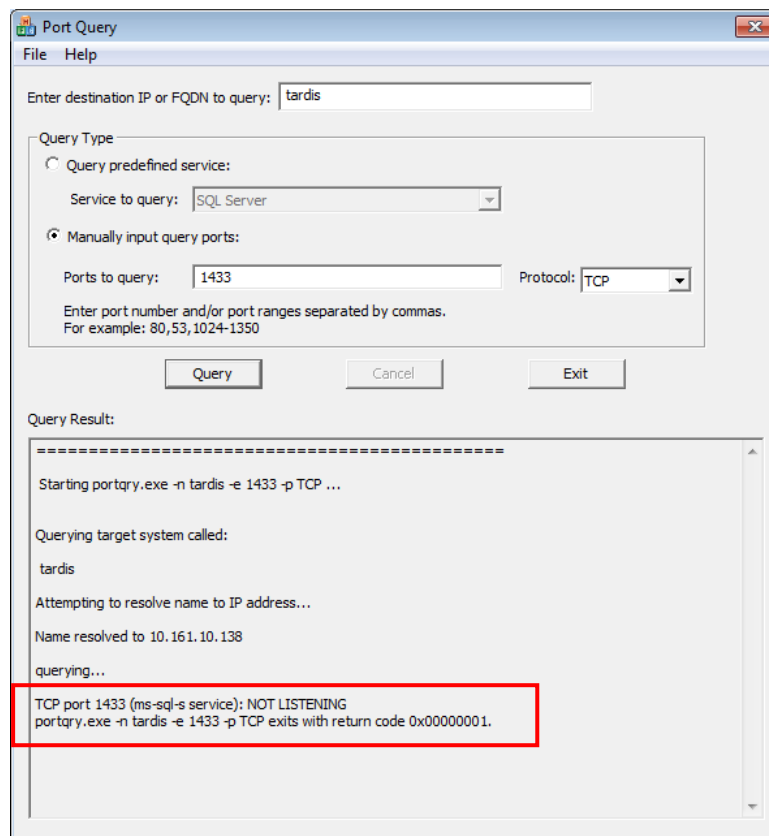 Port Query
File Help
Enter destination IP or FQDN to query: tardis
Query Type
Query predefined service:
Service to query: SQL Server
Manually input query ports:
Ports to query: 1433 Protocol: TCP
Enter port number and/or port ranges separated by commas.
For example: 80,53,1024-1350
Query Cancel Exit
Query Result:
=============================================
Starting portqry.exe -n tardis -e 1433 -p TCP ...
Querying target system called:
tardis
Attempting to resolve name to IP address...
Name resolved to 10.161.10.138
querying...
TCP port 1433 (ms-sql-s service): NOT LISTENING
portqry.exe -n tardis -e 1433 -p TCP exits with return code 0x00000001.